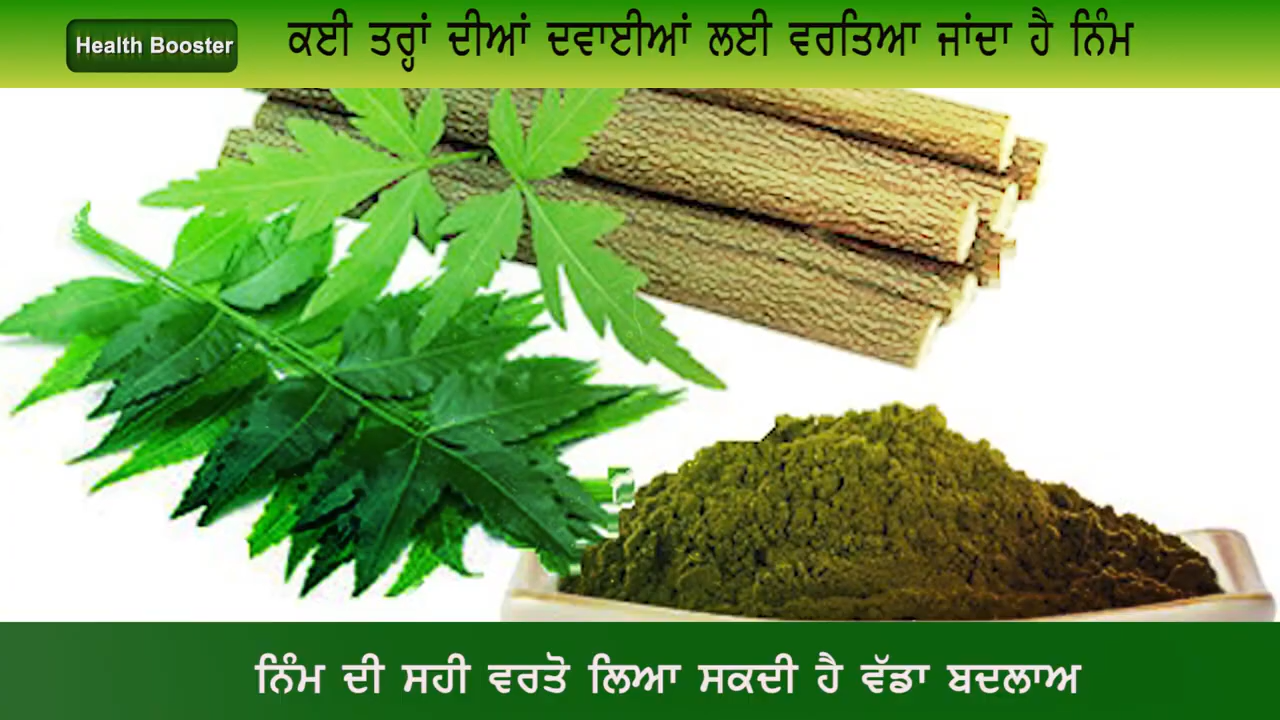 Health Booster
ਕਈ ਤਰ੍ਹਾਂ ਦੀਆਂ ਦਵਾਈਆਂ ਲਈ ਵਰਤਿਆ ਜਾਂਦਾ ਹੈ ਨਿੰਮ
ਨਿੰਮ ਦੀ ਸਹੀ ਵਰਤੋ ਲਿਆ ਸਕਦੀ ਹੈ ਵੱਡਾ ਬਦਲਾਅ